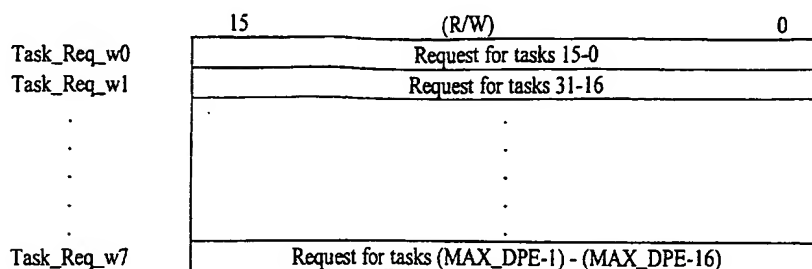 15 (R/W) 0
Task_Req_w0 Request for tasks 15-0
Task_Req_w1 Request for tasks 31-16
. .
. .
. .
. .
Task_Req_w7 Request for tasks (MAX_DPE-1) - (MAX_DPE-16)